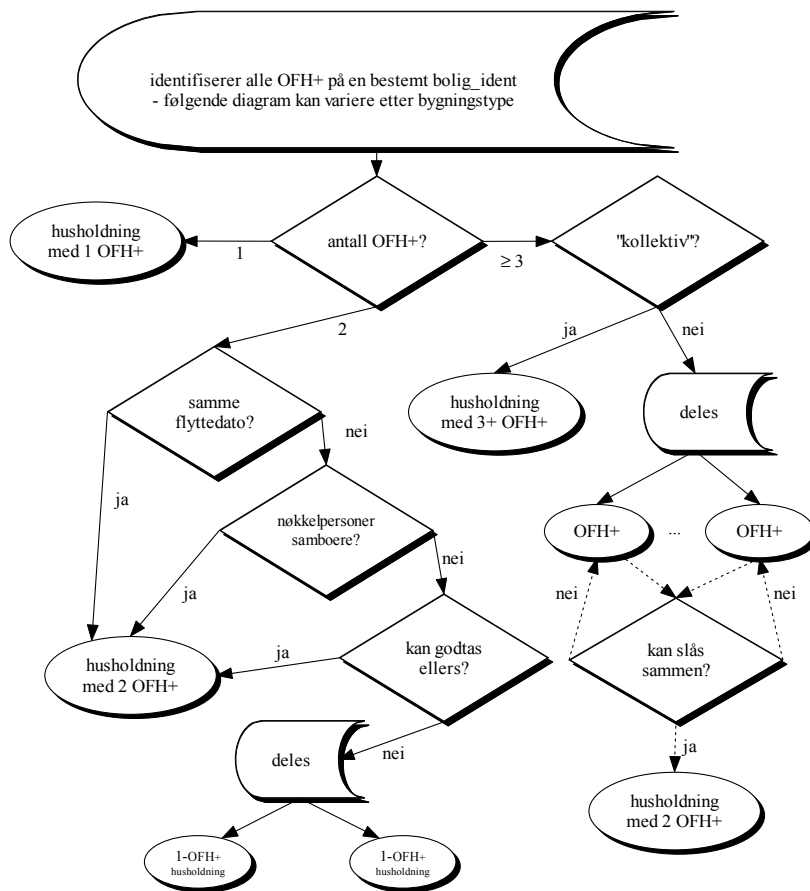 identifiserer alle OFH+ på en bestemt bolig_ident
- følgende diagram kan variere etter bygningstype
husholdning
med 1 OFH+
1
antall OFH+?
≥ 3
"kollektiv"?
2
ja
nei
samme
flyttedato?
nei
husholdning
med 3+ OFH+
deles
ja
nøkkelpersoner
samboere?
nei
OFH+
...
OFH+
ja
nei
nei
husholdning
med 2 OFH+
ja
kan godtas
ellers?
kan slås
sammen?
deles
nei
ja
husholdning
med 2 OFH+
1-OFH+
husholdning
1-OFH+
husholdning